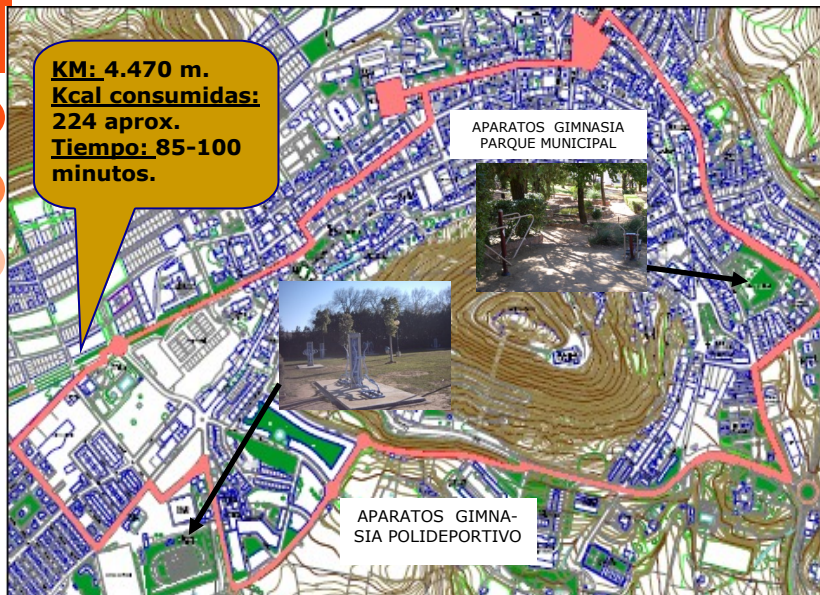 KM: 4.470 m.
Kcal consumidas:
224 aprox.
Tiempo: 85-100
minutos.
APARATOS GIMNASIA
PARQUE MUNICIPAL
APARATOS GIMNA-
SIA POLIDEPORTIVO